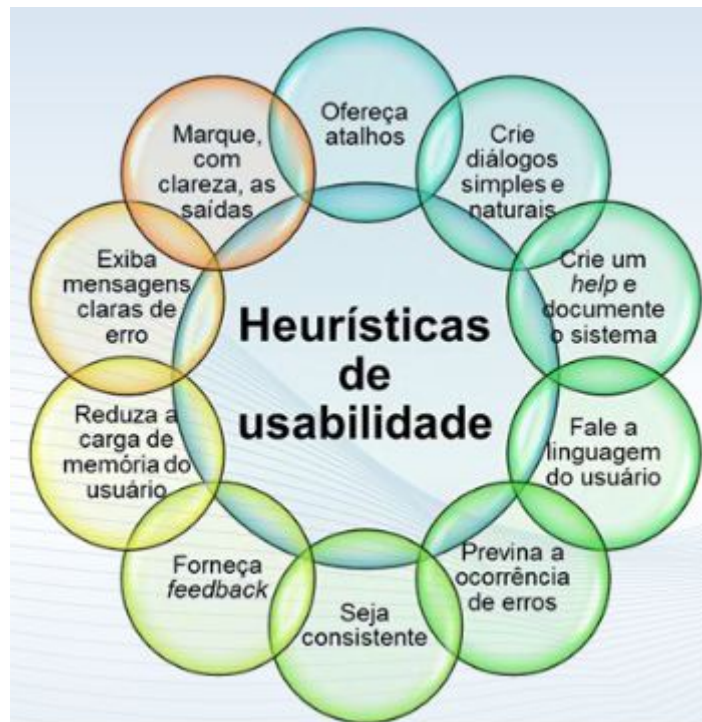 Heurísticas
de
usabilidade
Ofereça
atalhos
Crie
diálogos
simples e
naturais
Crie um
help e
documente
o sistema
Fale a
linguagem
do usuário
Previna a
ocorrência
de erros
Seja
consistente
Forneça
feedback
Reduza a
carga de
memória do
usuário
Exiba
mensagens
claras de
erro
Marque,
com
clareza, as
saídas